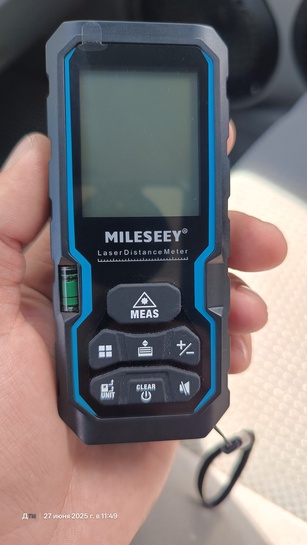 MILESEEY®
Laser Distance Meter
MEAS
+/-
UNIT
CLEAR
27 июня 2025 г. в 11:49